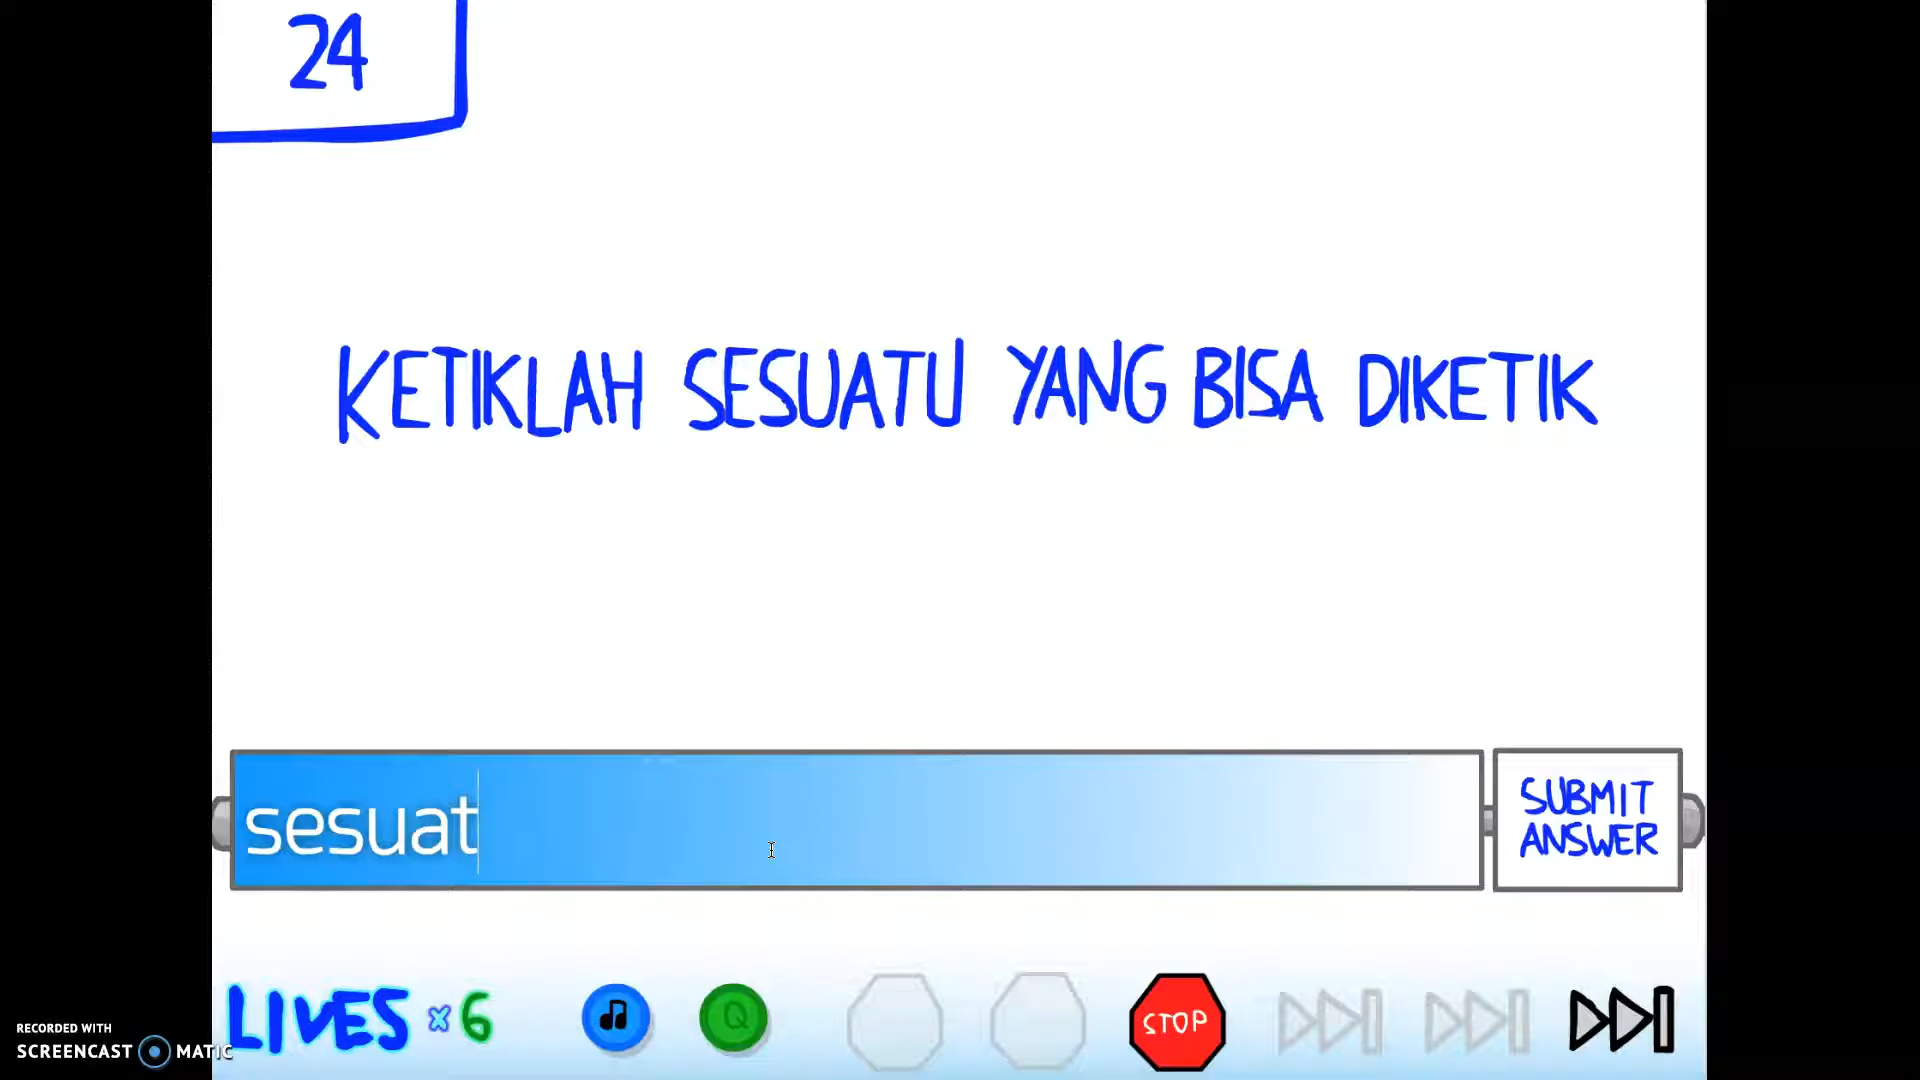 24
KETIKLAH SESUATU YANG BISA DIKETIK
sesuat
SUBMIT
ANSWER
LIVES x 6
Q
STOP
RECORDED WITH
SCREENCAST MATIC